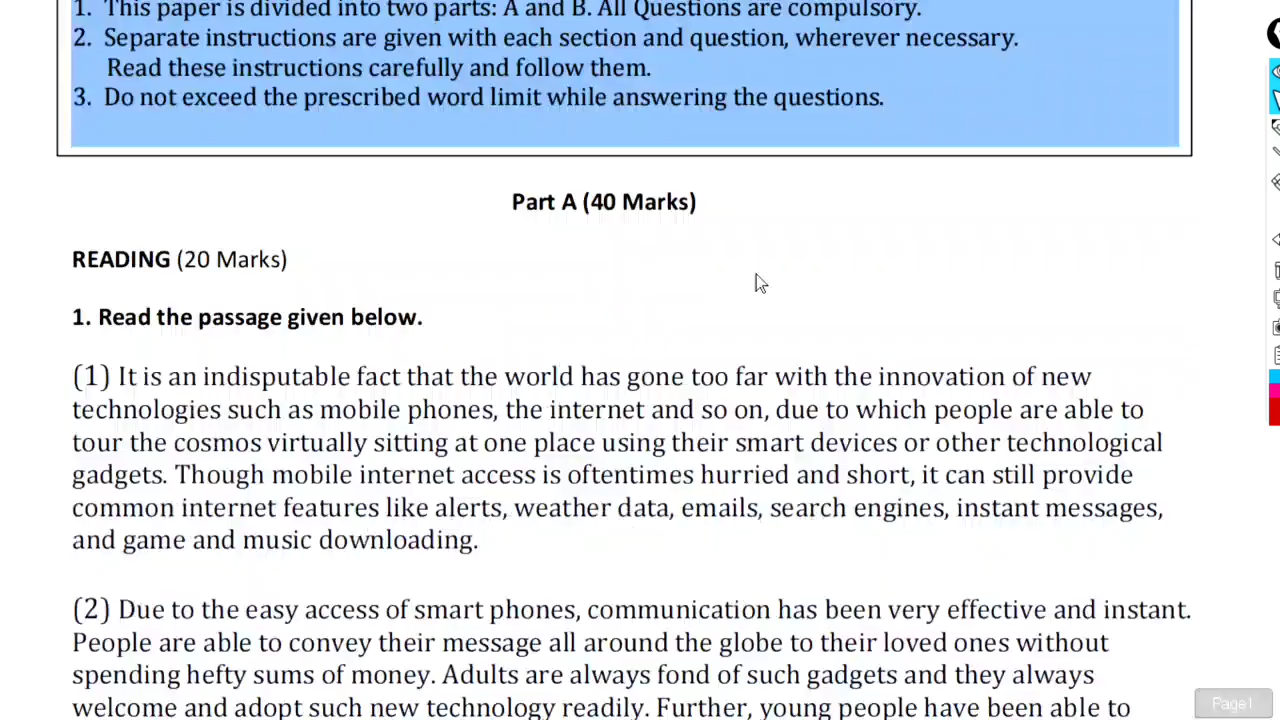 1. This paper is divided into two parts: A and B. All Questions are compulsory.
2. Separate instructions are given with each section and question, wherever necessary.
Read these instructions carefully and follow them.
3. Do not exceed the prescribed word limit while answering the questions.
Part A (40 Marks)
READING (20 Marks)
1. Read the passage given below.
(1) It is an indisputable fact that the world has gone too far with the innovation of new
technologies such as mobile phones, the internet and so on, due to which people are able to
tour the cosmos virtually sitting at one place using their smart devices or other technological
gadgets. Though mobile internet access is oftentimes hurried and short, it can still provide
common internet features like alerts, weather data, emails, search engines, instant messages,
and game and music downloading.
(2) Due to the easy access of smart phones, communication has been very effective and instant.
People are able to convey their message all around the globe to their loved ones without
spending hefty sums of money. Adults are always fond of such gadgets and they always
welcome and adopt such new technology readily. Further, young people have been able to
Page1